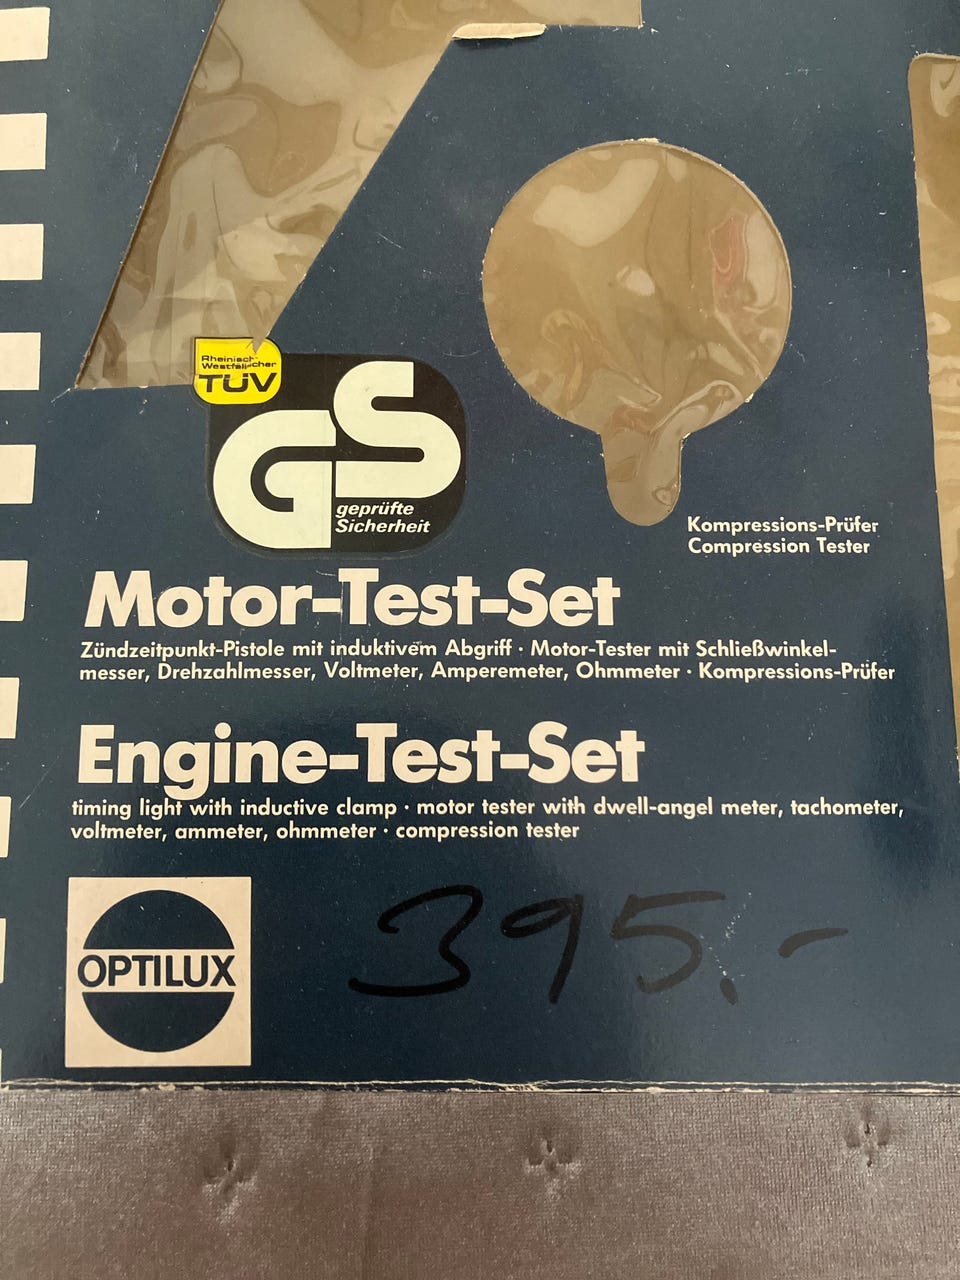 Rheinisch-
Westfälischer
TÜV
GS
geprüfte
Sicherheit
Kompressions-Prüfer
Compression Tester
Motor-Test-Set
Zündzeitpunkt-Pistole mit induktivem Abgriff · Motor-Tester mit Schließwinkel-
messer, Drehzahlmesser, Voltmeter, Amperemeter, Ohmmeter · Kompressions-Prüfer
Engine-Test-Set
timing light with inductive clamp · motor tester with dwell-angel meter, tachometer,
voltmeter, ammeter, ohmmeter · compression tester
OPTILUX
395.-